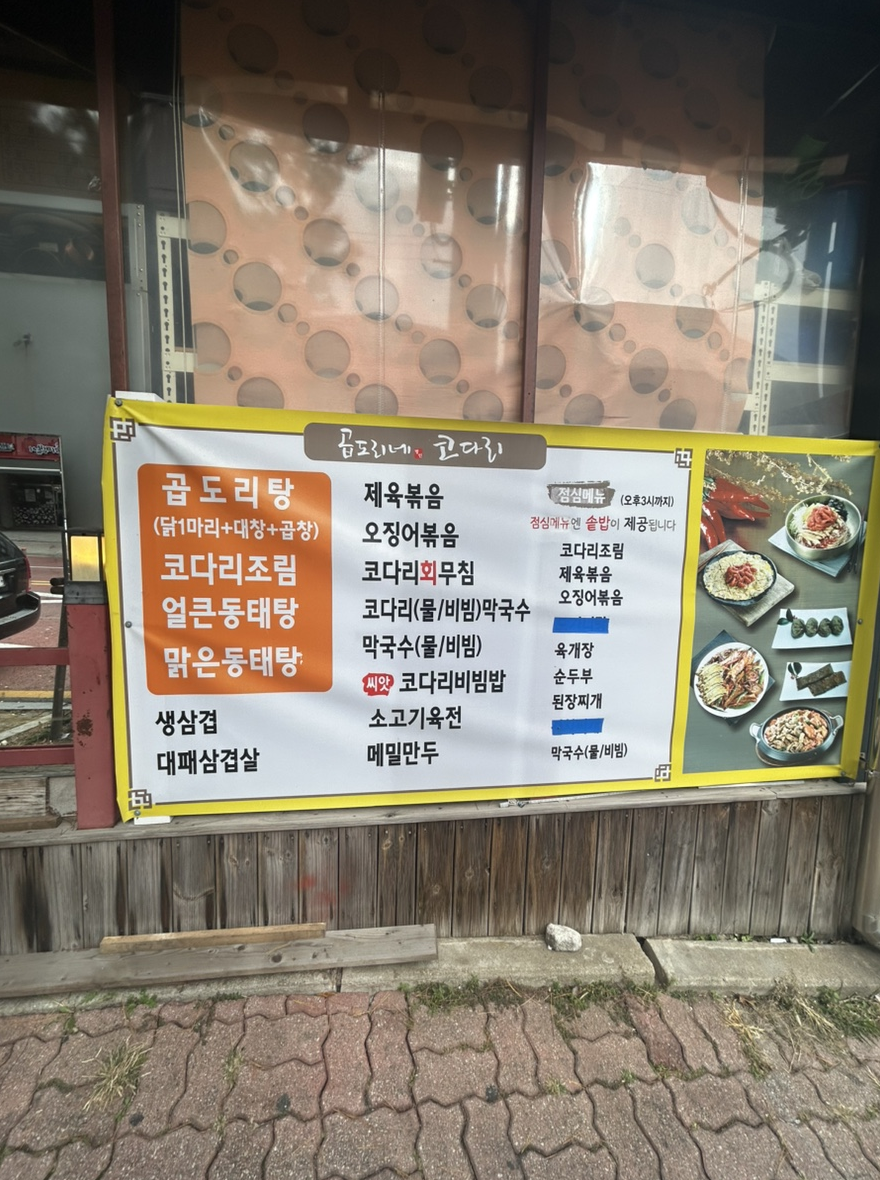 곱도리네 코다리
곱도리탕
(닭1마리+대창+곱창)
코다리조림
얼큰동태탕
맑은동태탕
생삼겹
대패삼겹살
제육볶음
오징어볶음
코다리회무침
코다리(물/비빔)막국수
막국수(물/비빔)
씨앗 코다리비빔밥
소고기육전
메밀만두
점심메뉴 (오후3시까지)
점심메뉴엔 솥밥이 제공됩니다
코다리조림
제육볶음
오징어볶음
육개장
순두부
된장찌개
막국수(물/비빔)